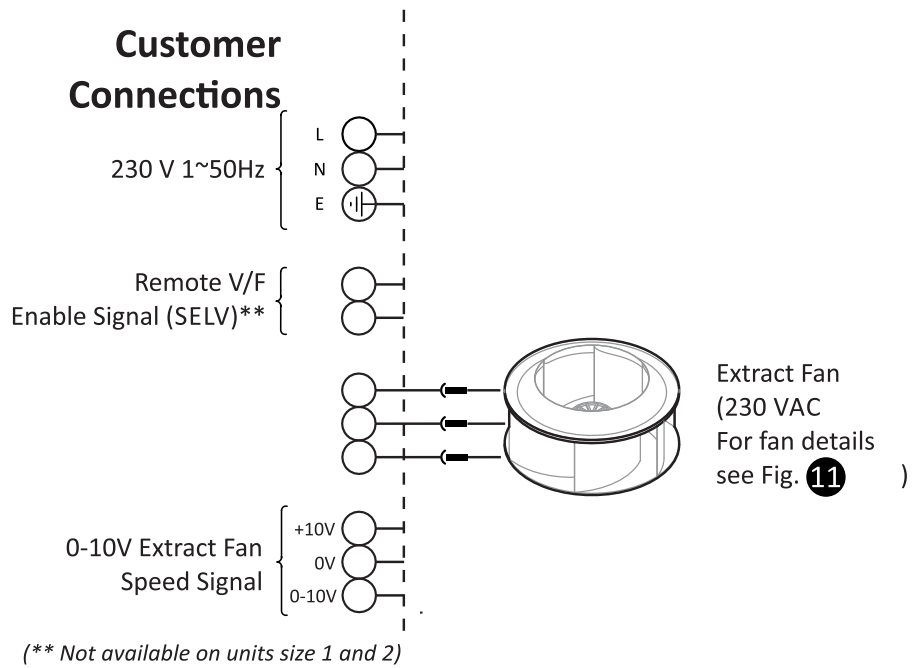 Customer
Connections
230 V 1~50Hz
L
N
E
Remote V/F
Enable Signal (SELV)**
Extract Fan
(230 VAC
For fan details
see Fig. 11 )
0-10V Extract Fan
Speed Signal
+10V
0V
0-10V
(** Not available on units size 1 and 2)